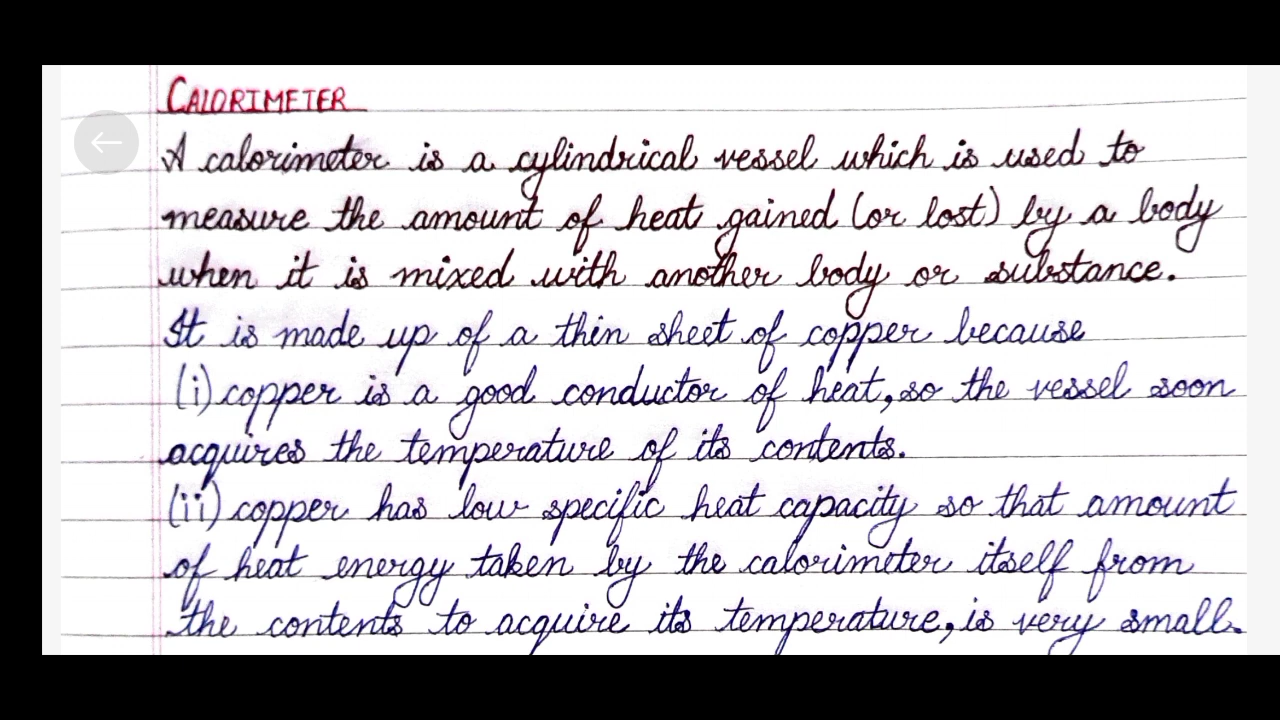 CALORIMETER
A calorimeter is a cylindrical vessel which is used to
measure the amount of heat gained (or lost) by a body
when it is mixed with another body or substance.
It is made up of a thin sheet of copper because
(i) copper is a good conductor of heat, so the vessel soon
acquires the temperature of its contents.
(ii) copper has low specific heat capacity so that amount
of heat energy taken by the calorimeter itself from
the contents to acquire its temperature, is very small.